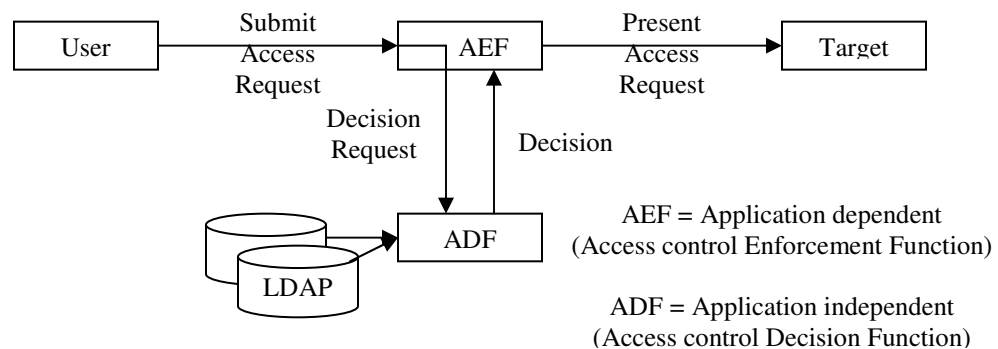 User
Submit
Access
Request
AEF
Present
Access
Request
Target
Decision
Request
Decision
LDAP
ADF
AEF = Application dependent
(Access control Enforcement Function)
ADF = Application independent
(Access control Decision Function)